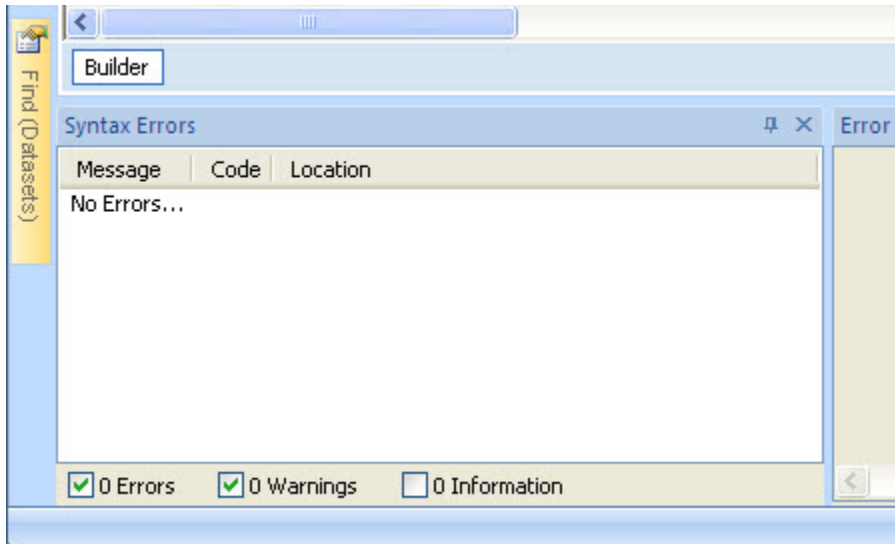 Find (Datasets)
Builder
Syntax Errors
Error
Message Code Location
No Errors...
0 Errors 0 Warnings 0 Information